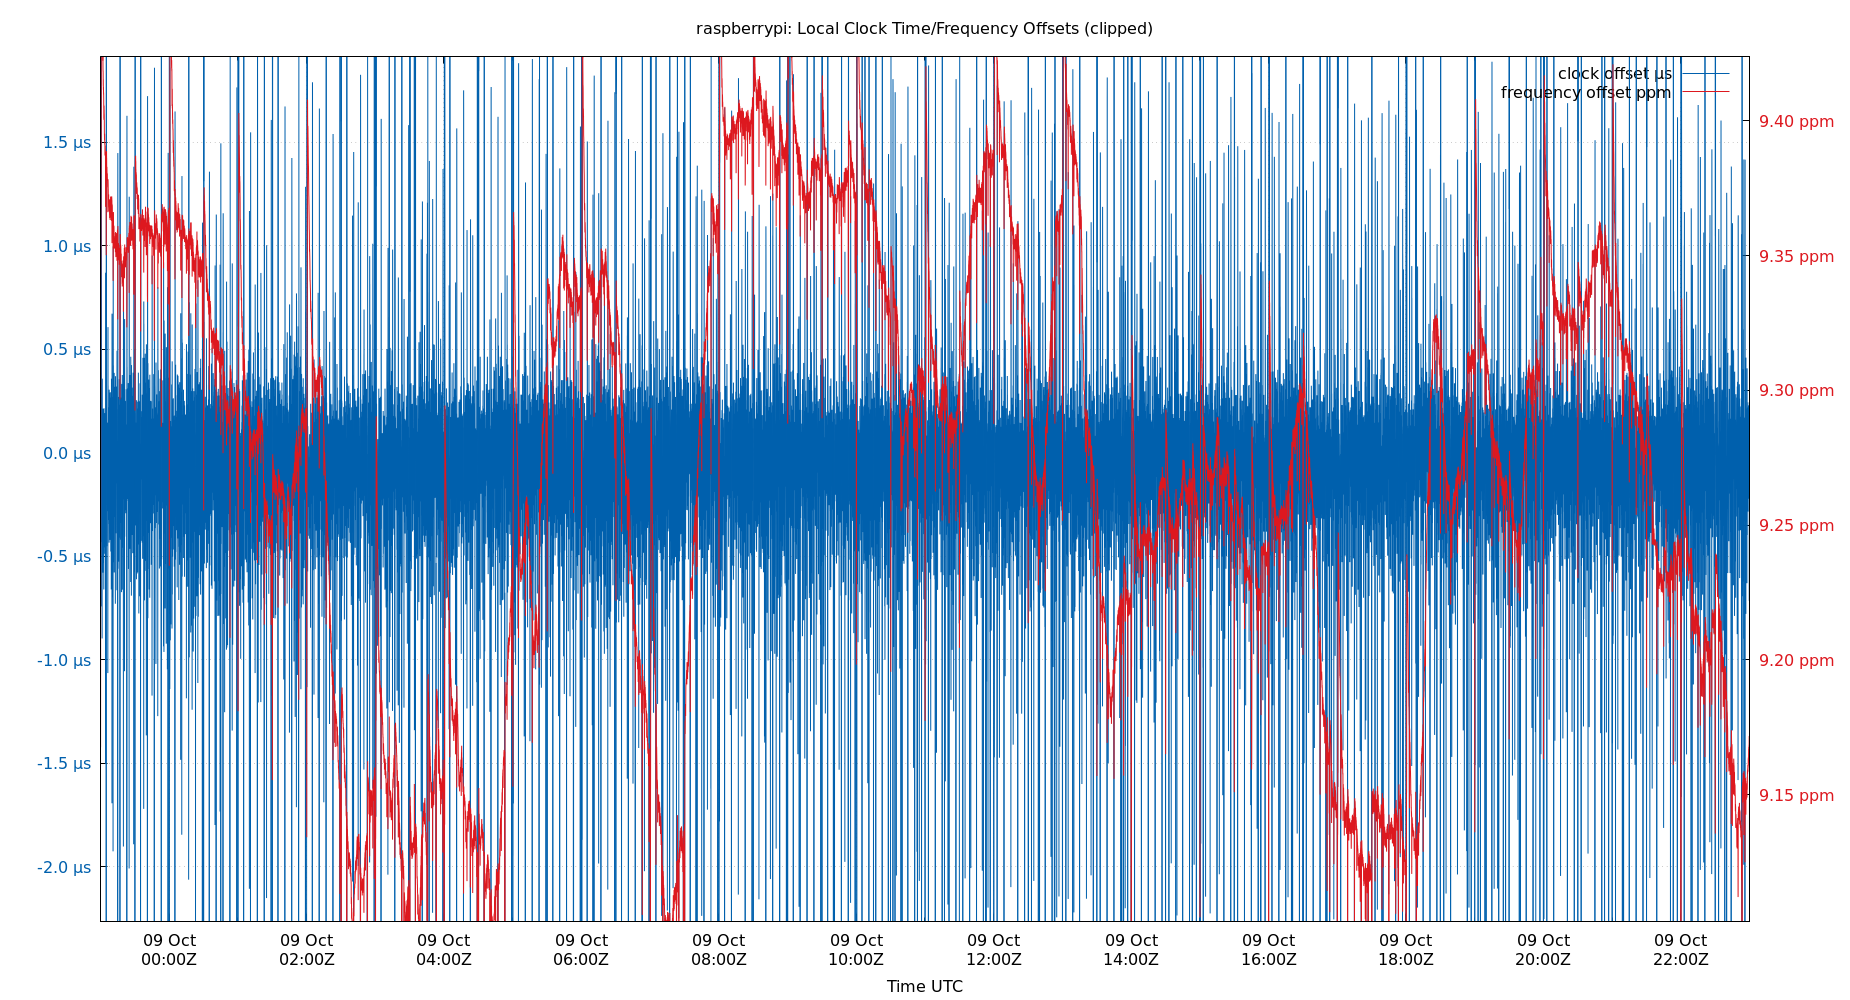 raspberrypi: Local Clock Time/Frequency Offsets (clipped)
clock offset µs
frequency offset ppm
1.5 µs
1.0 µs
0.5 µs
0.0 µs
-0.5 µs
-1.0 µs
-1.5 µs
-2.0 µs
9.40 ppm
9.35 ppm
9.30 ppm
9.25 ppm
9.20 ppm
9.15 ppm
09 Oct 09 Oct 09 Oct 09 Oct 09 Oct 09 Oct 09 Oct 09 Oct 09 Oct 09 Oct 09 Oct 09 Oct
00:00Z 02:00Z 04:00Z 06:00Z 08:00Z 10:00Z 12:00Z 14:00Z 16:00Z 18:00Z 20:00Z 22:00Z
Time UTC